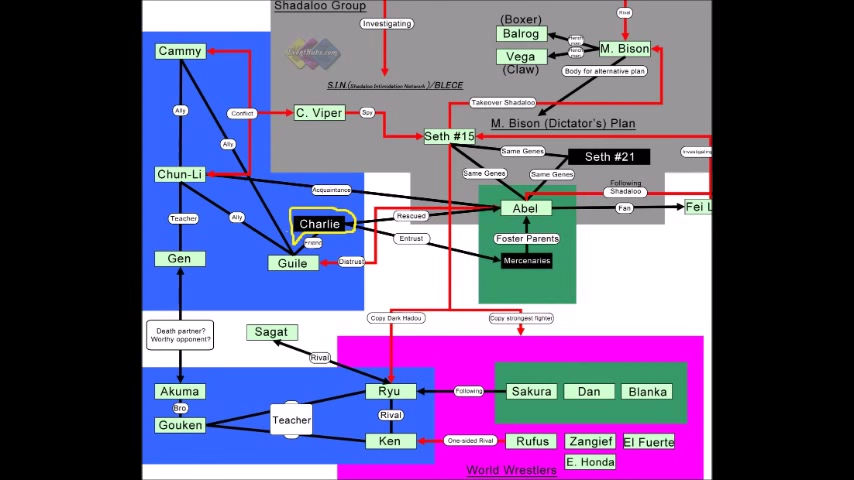 Shadaloo Group
Investigating
(Boxer)
Balrog
Vega
(Claw)
M. Bison
Cammy
EventHubs.com
S.I.N (Shadaloo Intimidation Network) /BLECE
Body for alternative plan
Ally
Conflict
C. Viper
Spy
Takeover Shadaloo
M. Bison (Dictator's) Plan
Seth #15
Ally
Same Genes
Seth #21
Investigating
Chun-Li
Same Genes
Same Genes
Acquaintance
Following
Shadaloo
Teacher
Ally
Charlie
Rescued
Abel
Fan
Fei L
Friend
Entrust
Foster Parents
Gen
Guile
Distrust
Mercenaries
Death partner?
Worthy opponent?
Sagat
Copy Dark Hadou
Copy strongest fighter
Rival
Akuma
Ryu
Following
Sakura
Dan
Blanka
Bro
Gouken
Teacher
Rival
Ken
One-sided Rival
Rufus
Zangief
El Fuerte
E. Honda
World Wrestlers